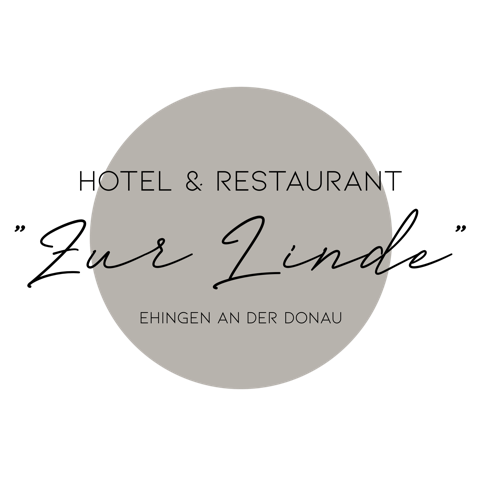 HOTEL & RESTAURANT
"Zur Linde"
EHINGEN AN DER DONAU